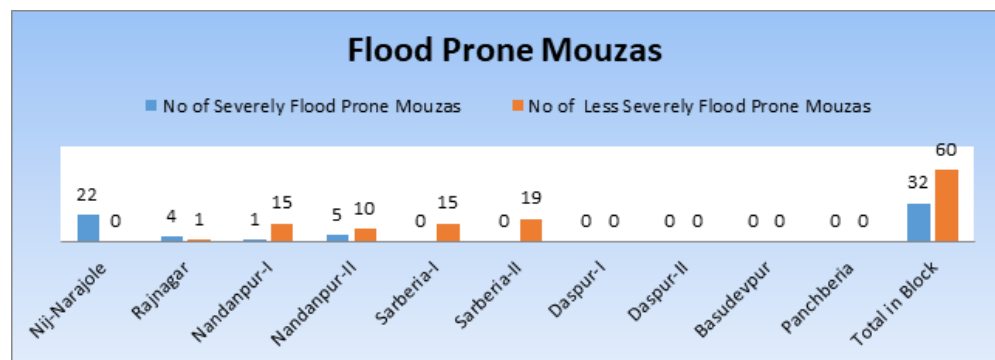 Flood Prone Mouzas
No of Severely Flood Prone Mouzas No of Less Severely Flood Prone Mouzas
22 0 4 1 1 15 5 10 0 15 0 19 0 0 0 0 0 0 0 0 32 60
Nij-Narajole Rajnagar Nandanpur-I Nandanpur-II Sarberia-I Sarberia-II Daspur-I Daspur-II Basudevpur Panchberia Total in Block